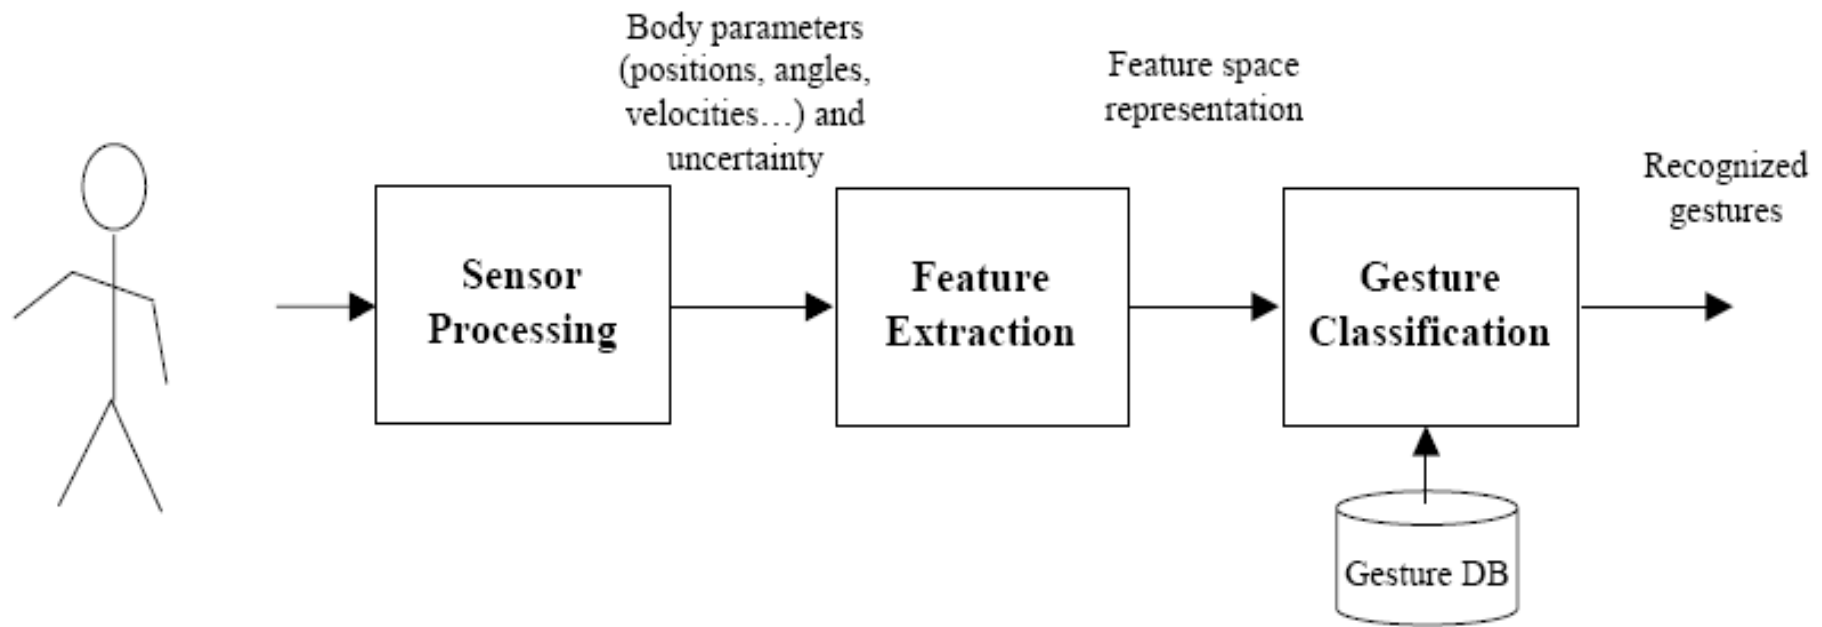 Body parameters
(positions, angles,
velocities…) and
uncertainty
Feature space
representation
Recognized
gestures
Sensor
Processing
Feature
Extraction
Gesture
Classification
Gesture DB